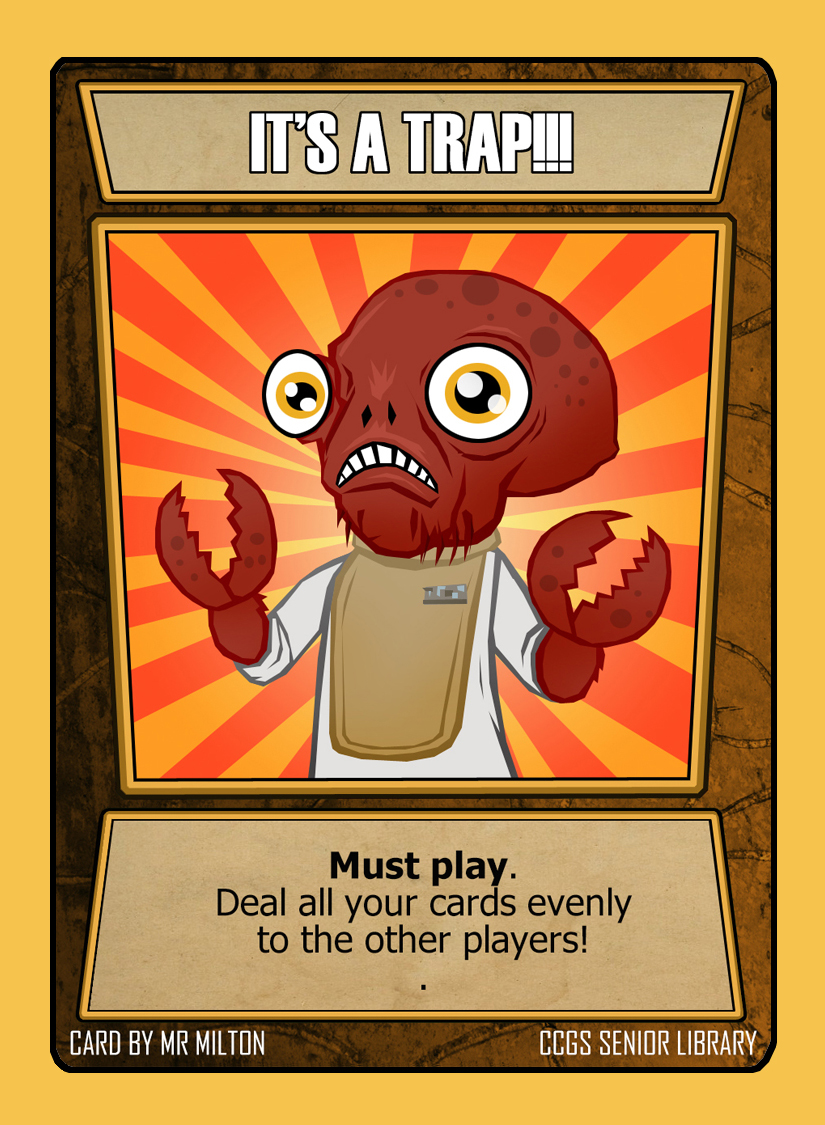 IT'S A TRAP!!!
Must play.
Deal all your cards evenly
to the other players!
.
CARD BY MR MILTON
CCGS SENIOR LIBRARY